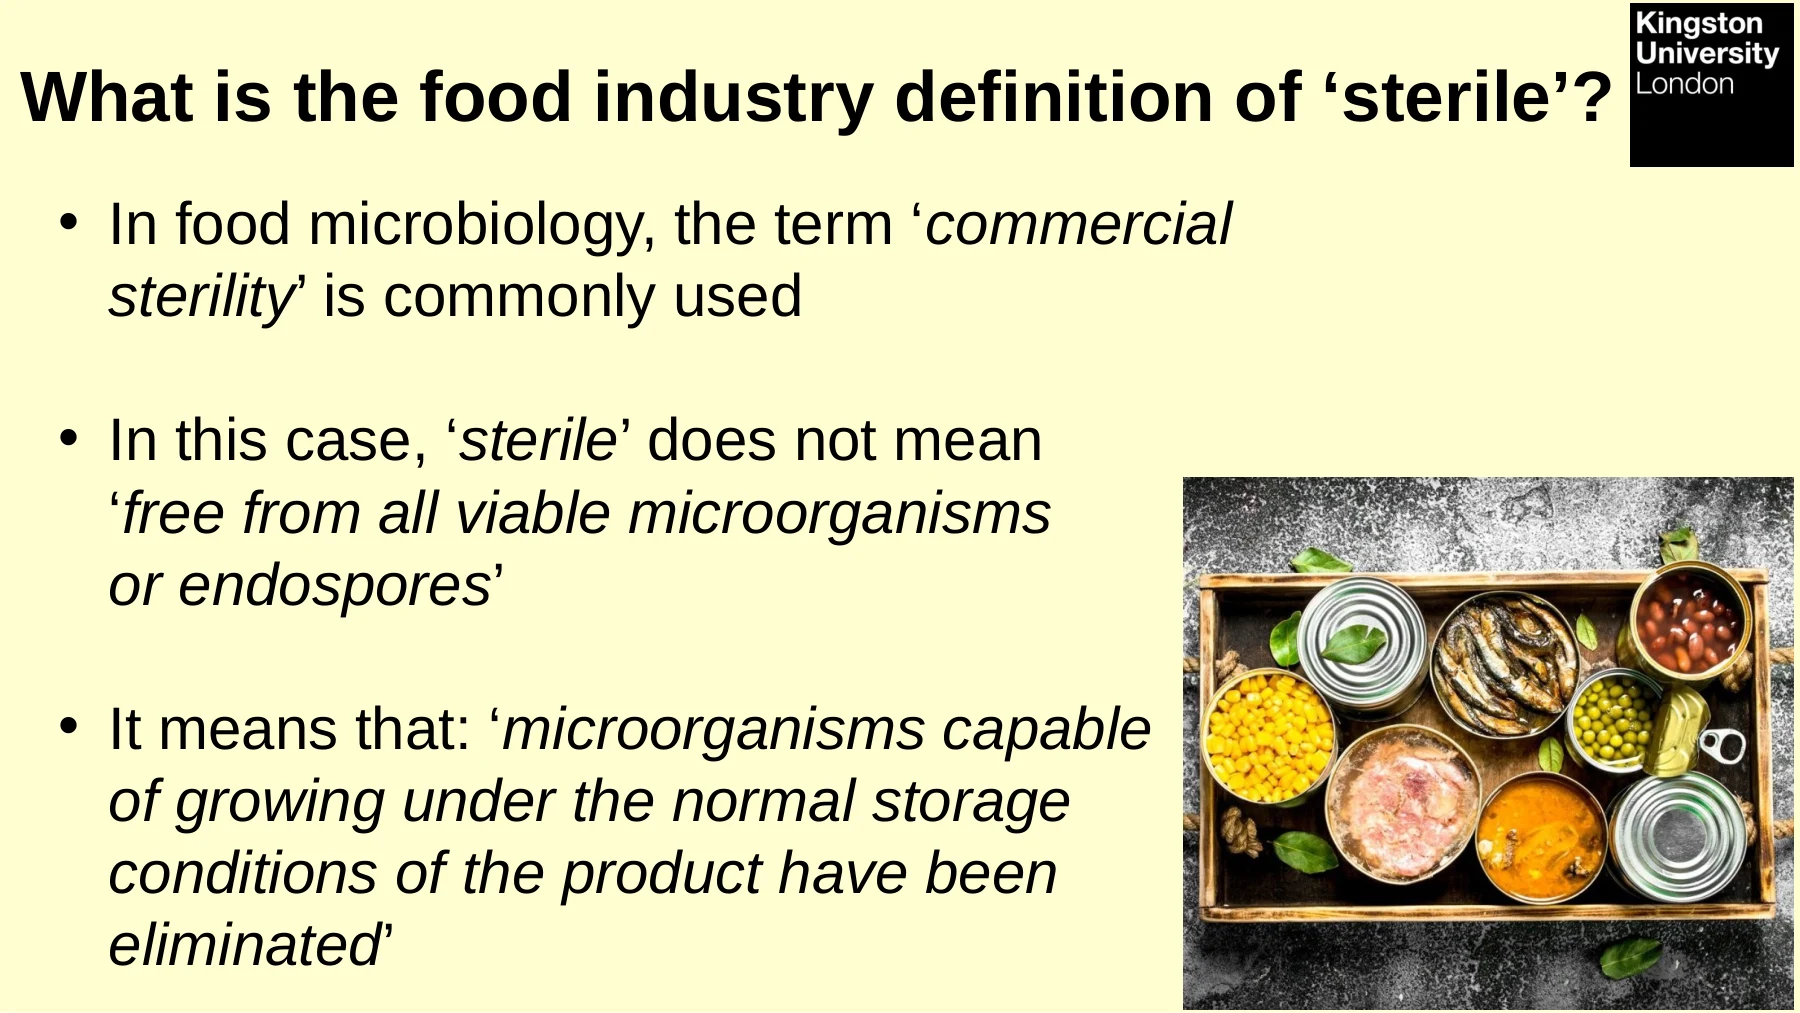 What is the food industry definition of ‘sterile’?
Kingston
University
London
• In food microbiology, the term ‘commercial
sterility’ is commonly used
• In this case, ‘sterile’ does not mean
‘free from all viable microorganisms
or endospores’
• It means that: ‘microorganisms capable
of growing under the normal storage
conditions of the product have been
eliminated’